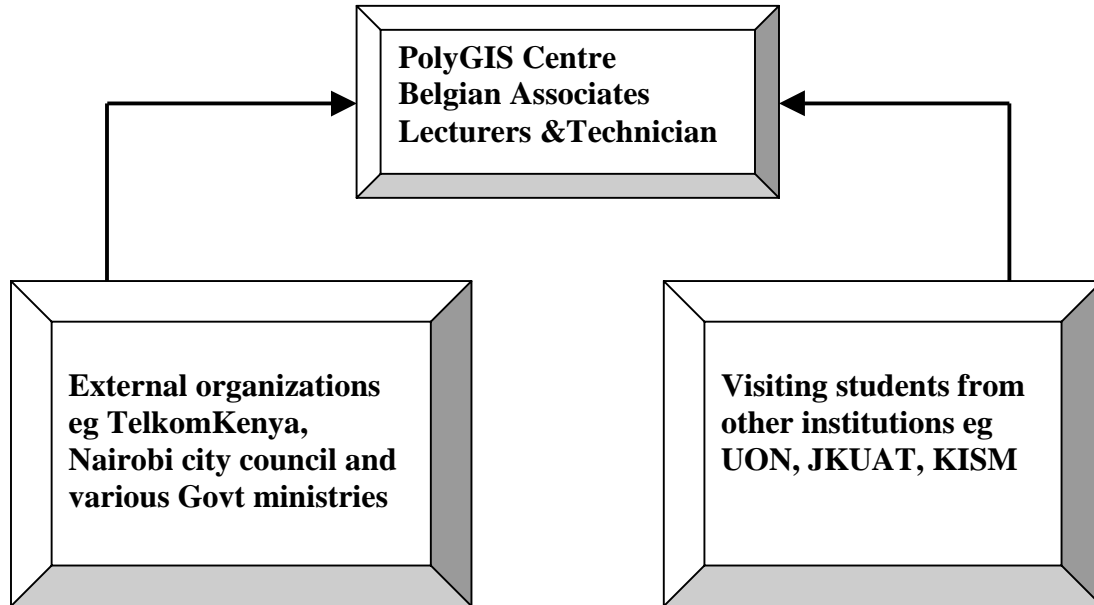 PolyGIS Centre
Belgian Associates
Lecturers &Technician
External organizations
eg TelkomKenya,
Nairobi city council and
various Govt ministries
Visiting students from
other institutions eg
UON, JKUAT, KISM